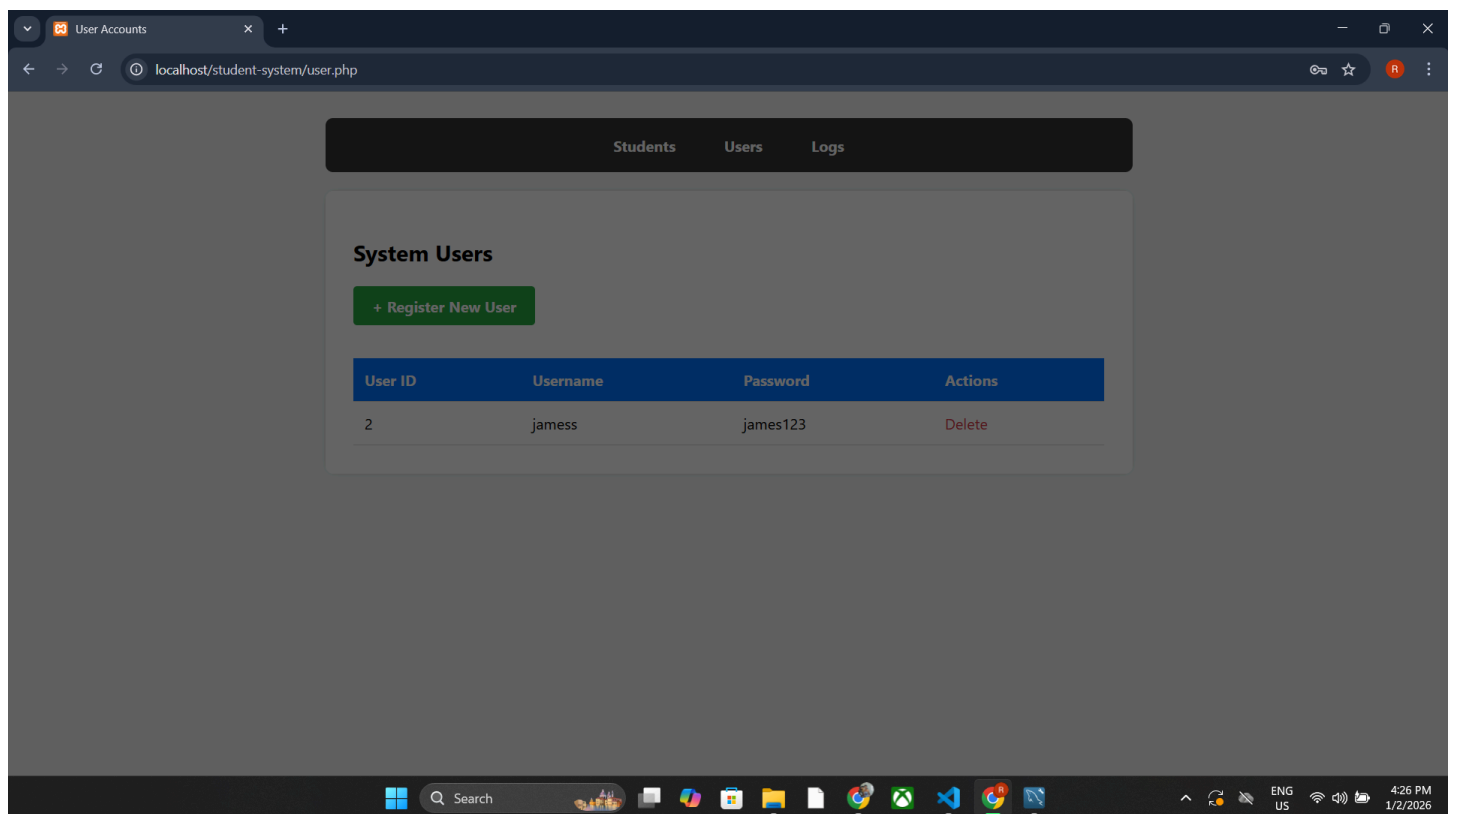 User Accounts
localhost/student-system/user.php
R
Students Users Logs
System Users
+ Register New User
User ID Username Password Actions
2 jamess james123 Delete
Search
R
ENG
US
4:26 PM
1/2/2026